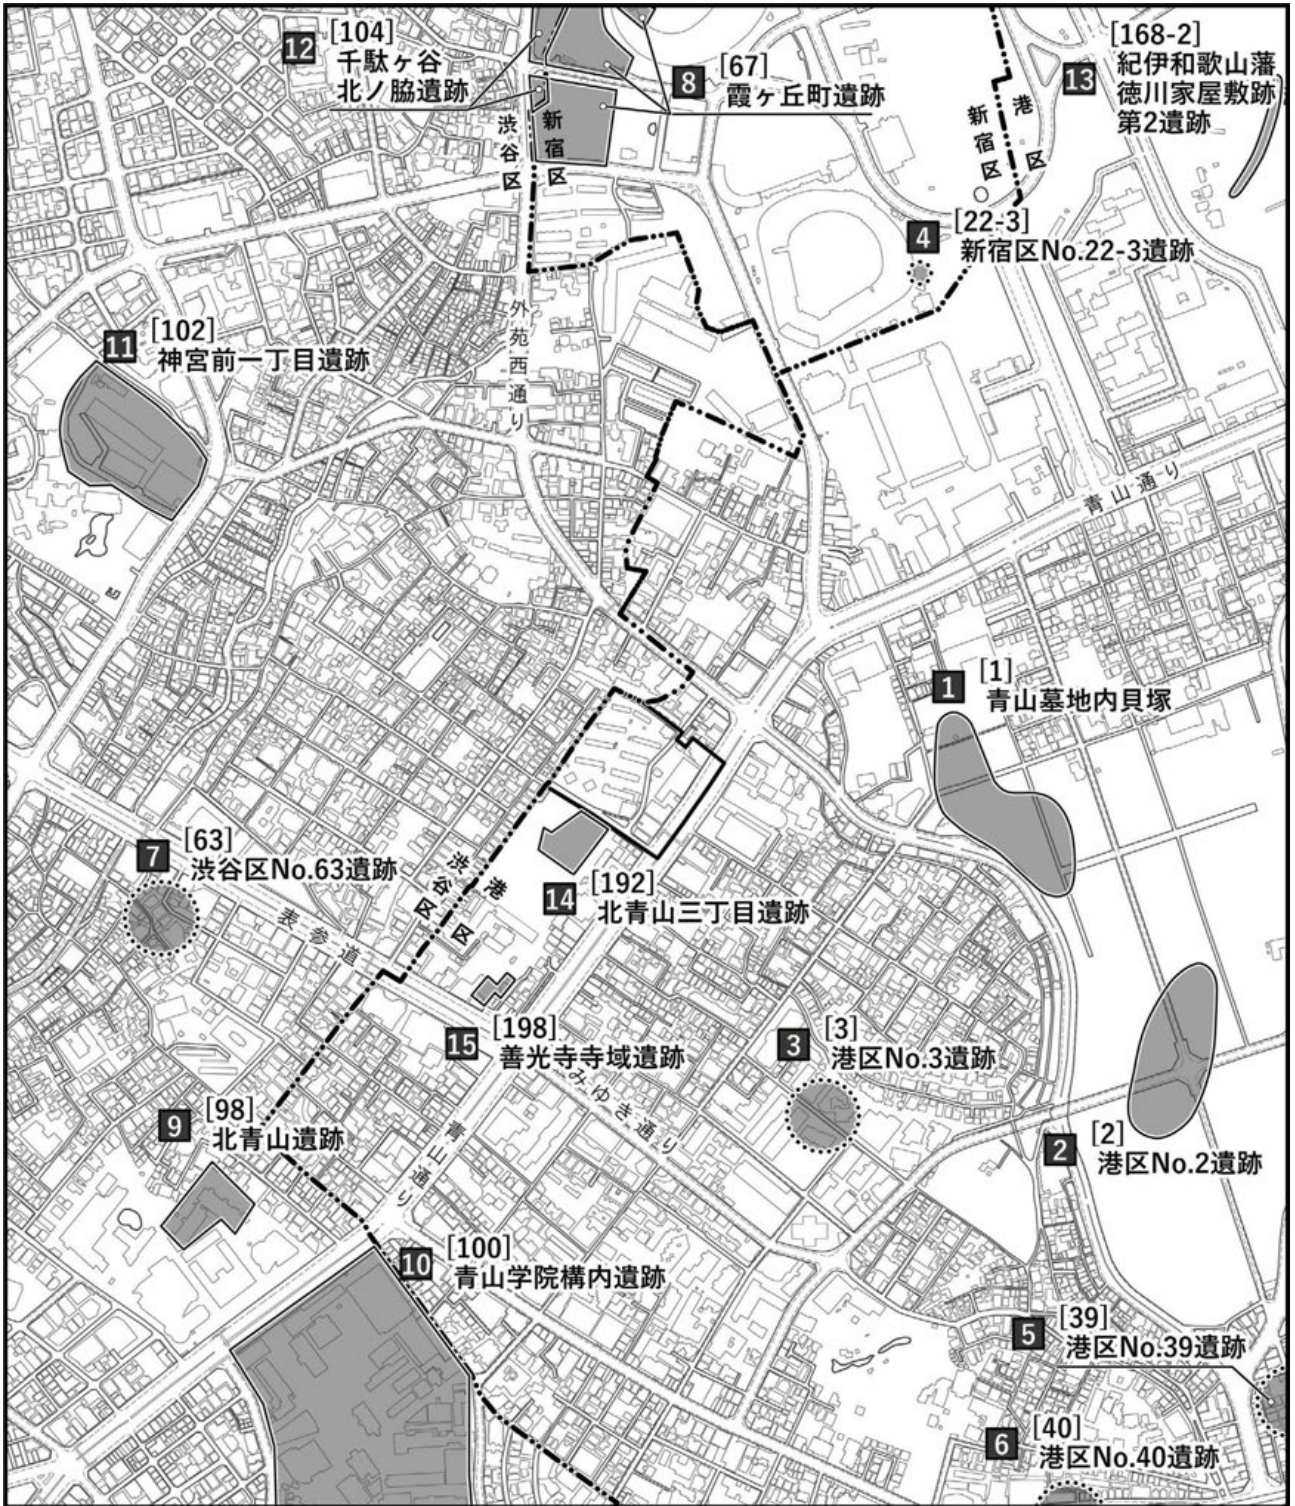 12
[104]
千駄ヶ谷
北ノ脇遺跡
8
[67]
霞ヶ丘町遺跡
13
[168-2]
紀伊和歌山藩
徳川家屋敷跡
第2遺跡
渋谷区
新宿区
新宿区
港区
4
[22-3]
新宿区No.22-3遺跡
11
[102]
神宮前一丁目遺跡
外苑西通り
青山通り
1
[1]
青山墓地内貝塚
7
[63]
渋谷区No.63遺跡
渋谷区
港区
14
[192]
北青山三丁目遺跡
表参道
15
[198]
善光寺寺域遺跡
3
[3]
港区No.3遺跡
みゆき通り
9
[98]
北青山遺跡
青山通り
2
[2]
港区No.2遺跡
10
[100]
青山学院構内遺跡
5
[39]
港区No.39遺跡
6
[40]
港区No.40遺跡